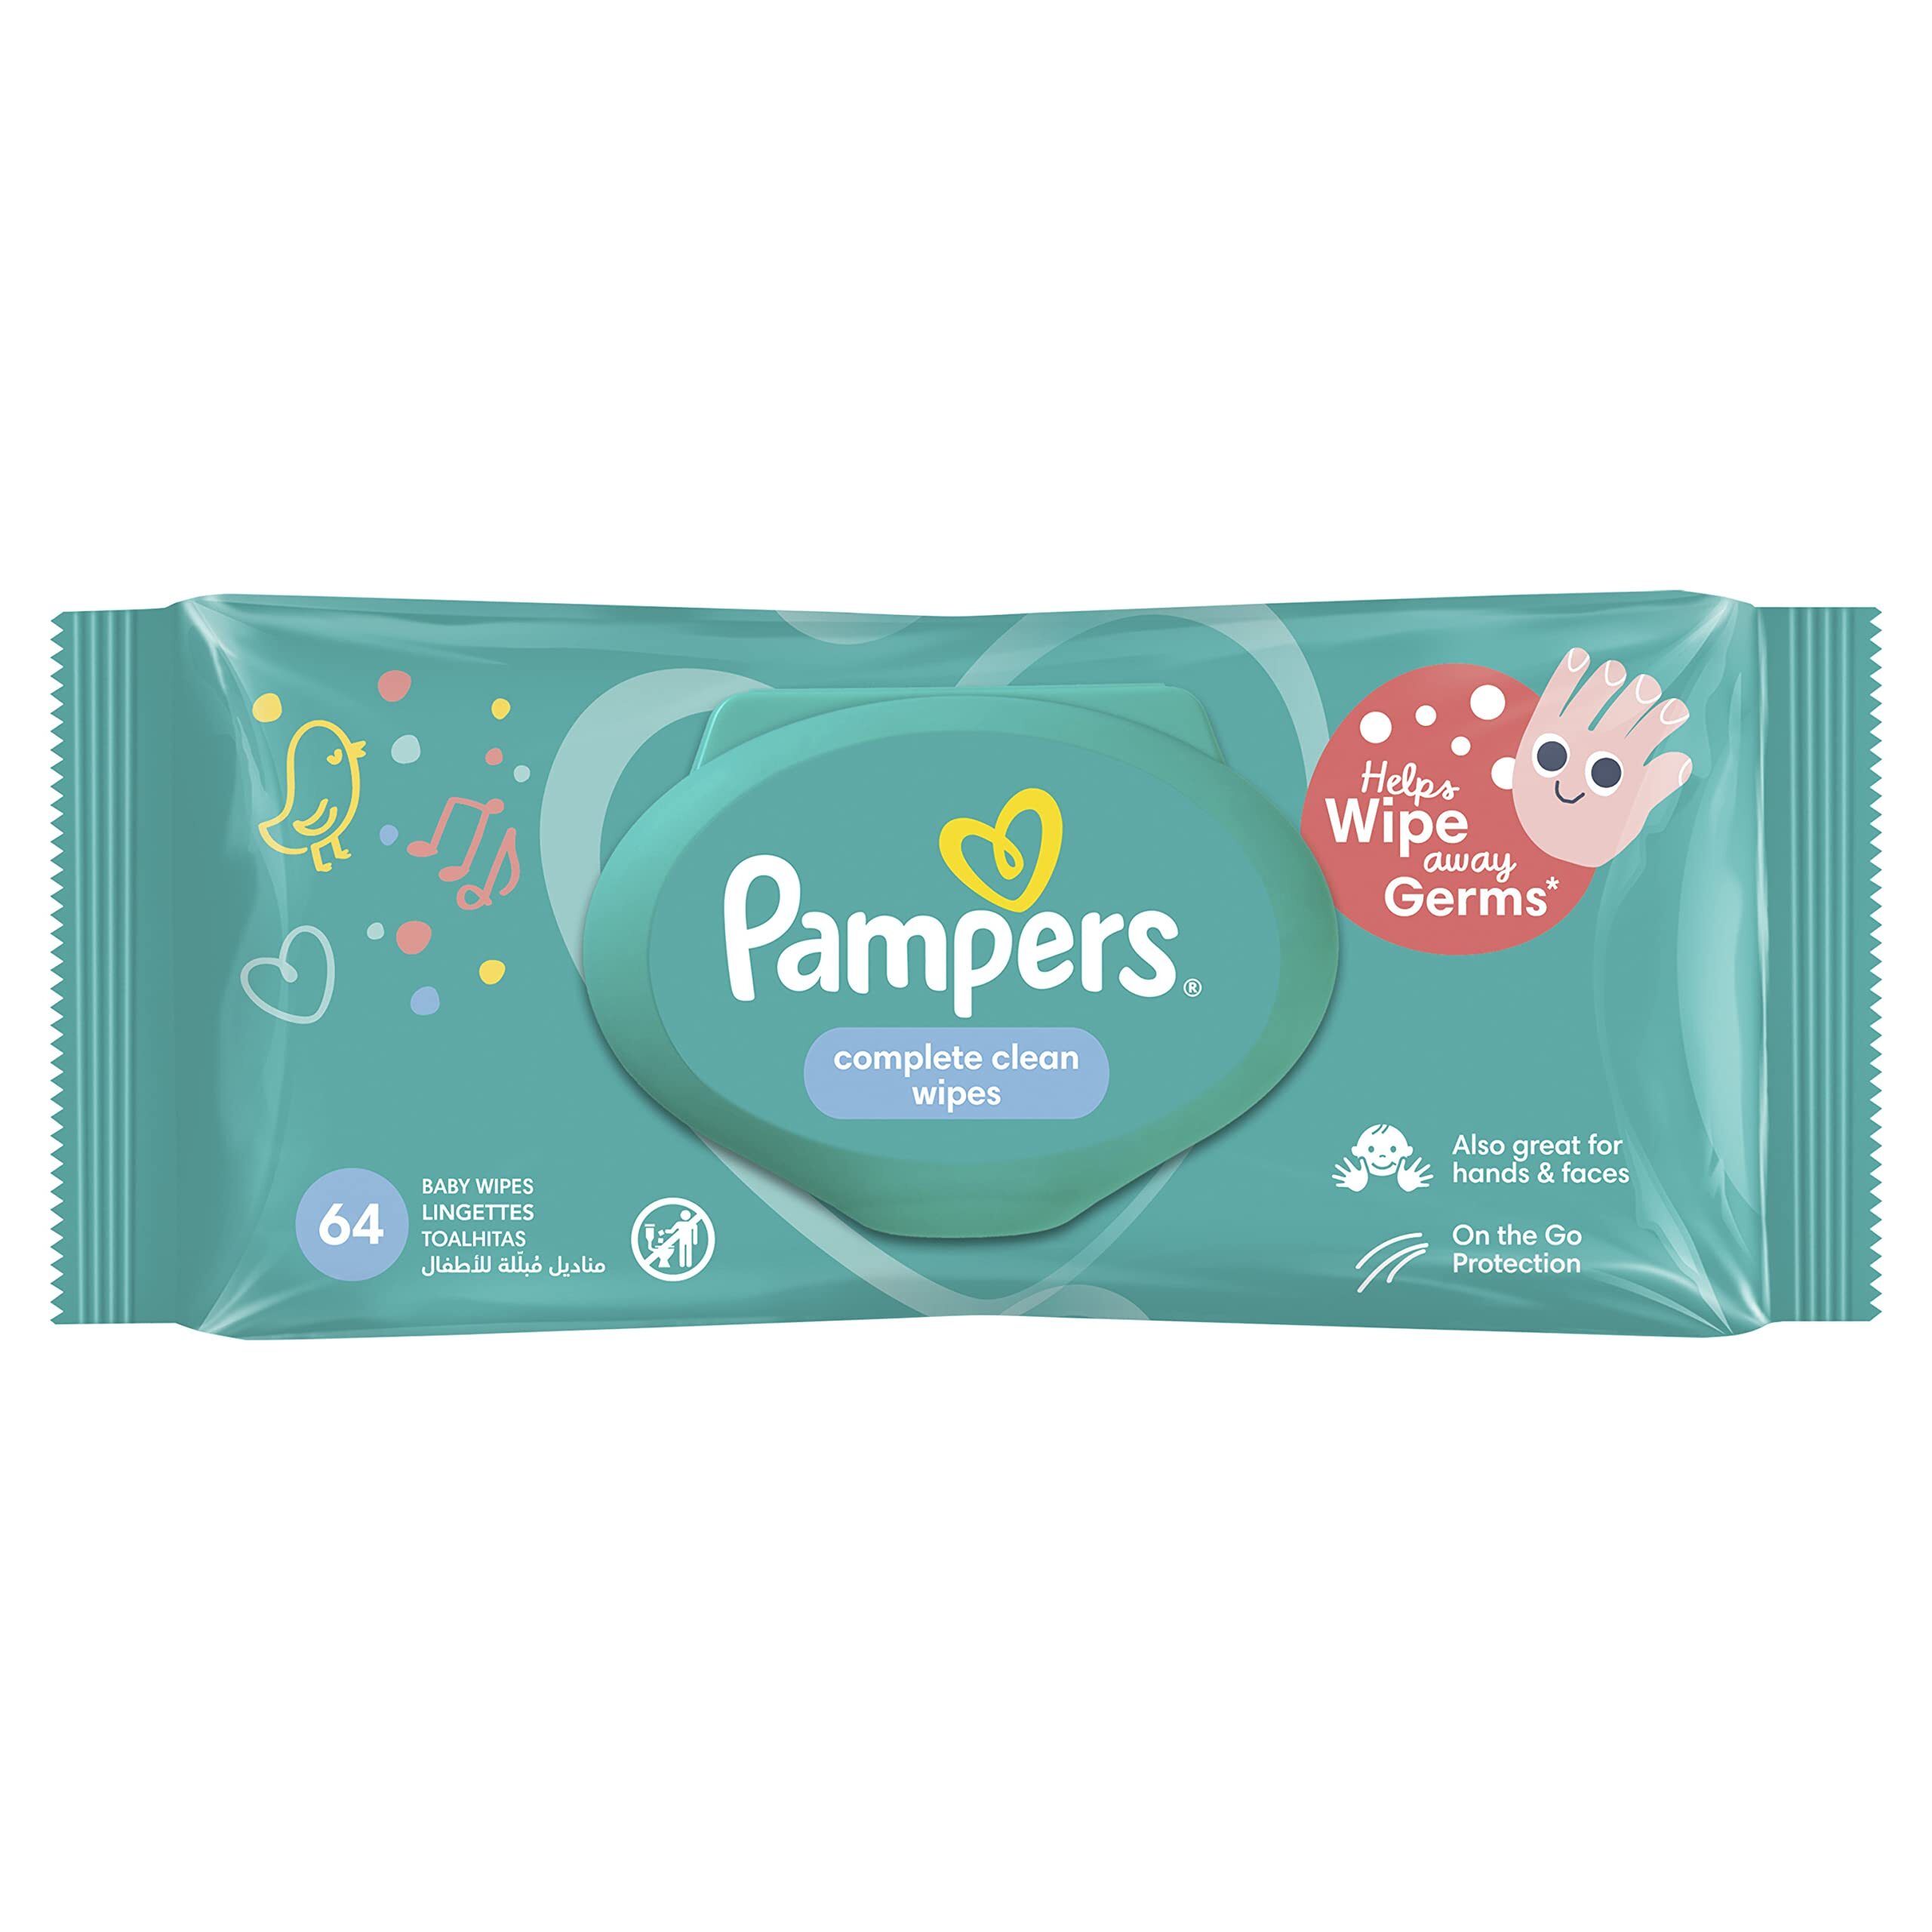 Helps
Wipe
away
Germs*
Pampers®
complete clean
wipes
64
BABY WIPES
LINGETTES
TOALHITAS
مناديل مُبلّلة للأطفال
Also great for
hands & faces
On the Go
Protection